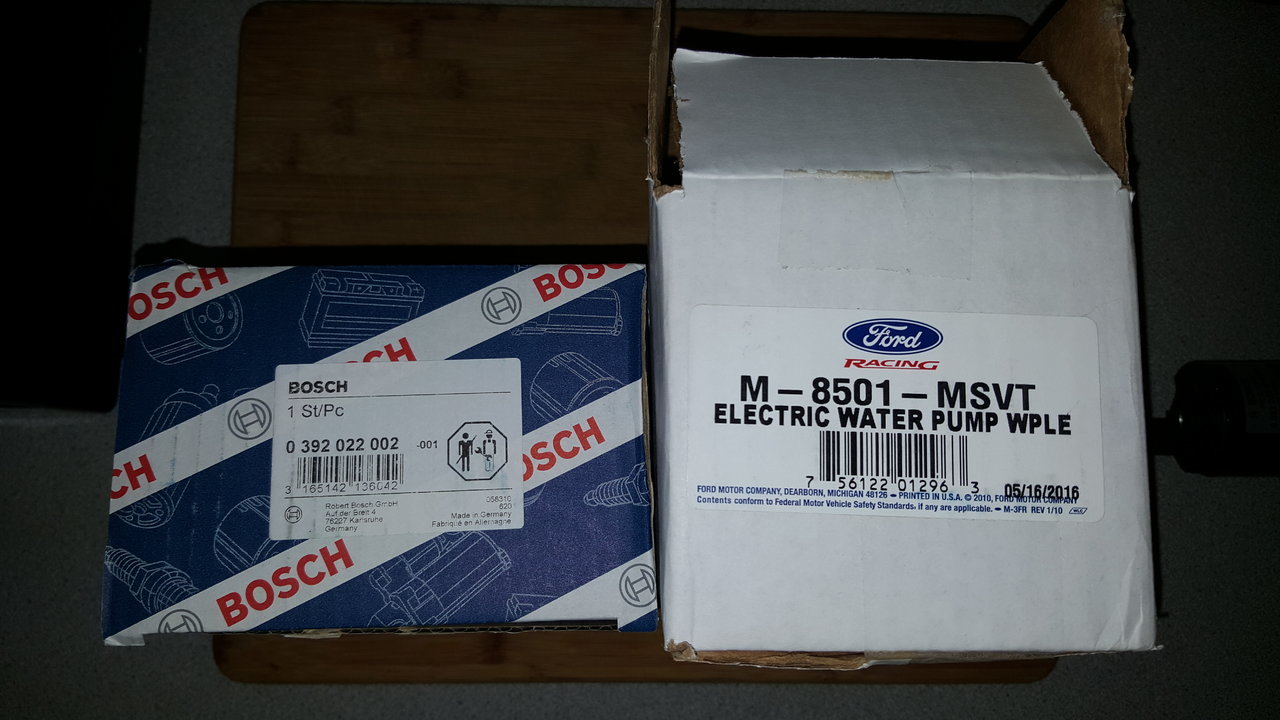 BOSCH
BOSCH
BOSCH
BOSCH
BOSCH
BOSCH
BOSCH
1 St/Pc
0 392 022 002 -001
3 165142 136042
Robert Bosch GmbH
Auf der Breit 4
76227 Karlsruhe
Germany
6201
Made in Germany
Fabriqué en Allemagne
Ford
RACING
M-8501-MSVT
ELECTRIC WATER PUMP WPLE
7 56122 01296 3
05/16/2016
FORD MOTOR COMPANY, DEARBORN, MICHIGAN 48126 • PRINTED IN U.S.A. © 2010, FORD MOTOR COMPANY
Contents conform to Federal Motor Vehicle Safety Standards, if any are applicable. • M-3FR REV 1/10